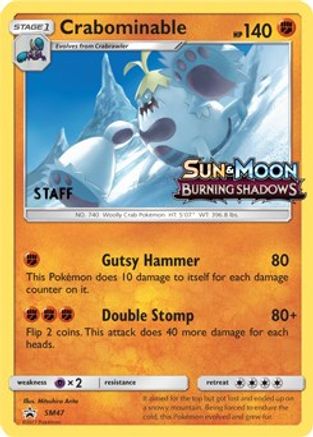 STAGE 1 Crabominable HP 140
Evolves from Crabrawler
STAFF
SUN & MOON
BURNING SHADOWS
NO. 740 Woolly Crab Pokémon HT: 5'07" WT: 396.8 lbs.
Gutsy Hammer 80
This Pokémon does 10 damage to itself for each damage
counter on it.
Double Stomp 80+
Flip 2 coins. This attack does 40 more damage for each
heads.
weakness × 2 resistance retreat
Illus. Mitsuhiro Arita
SM47
©2017 Pokémon
It aimed for the top but got lost and ended up on
a snowy mountain. Being forced to endure the
cold, this Pokémon evolved and grew fur.